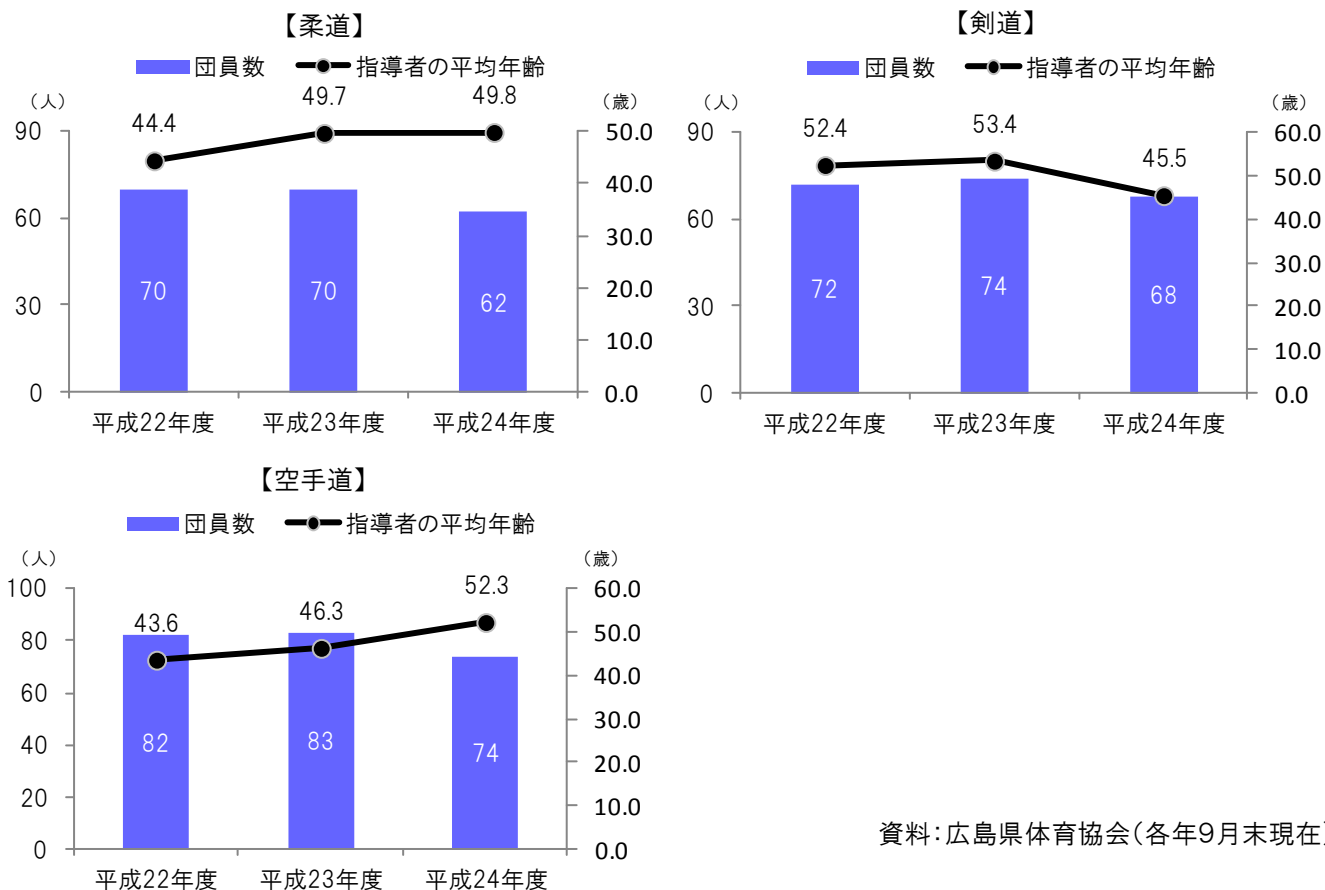 【柔道】
団員数 指導者の平均年齢
（人）
（歳）
44.4 49.7 49.8
90
60
30
0
50.0
40.0
30.0
20.0
10.0
0.0
70 70 62
平成22年度 平成23年度 平成24年度
【剣道】
団員数 指導者の平均年齢
（人）
（歳）
52.4 53.4 45.5
90
60
30
0
60.0
50.0
40.0
30.0
20.0
10.0
0.0
72 74 68
平成22年度 平成23年度 平成24年度
【空手道】
団員数 指導者の平均年齢
（人）
（歳）
43.6 46.3 52.3
100
80
60
40
20
0
60.0
50.0
40.0
30.0
20.0
10.0
0.0
82 83 74
平成22年度 平成23年度 平成24年度
資料：広島県体育協会（各年９月末現在）